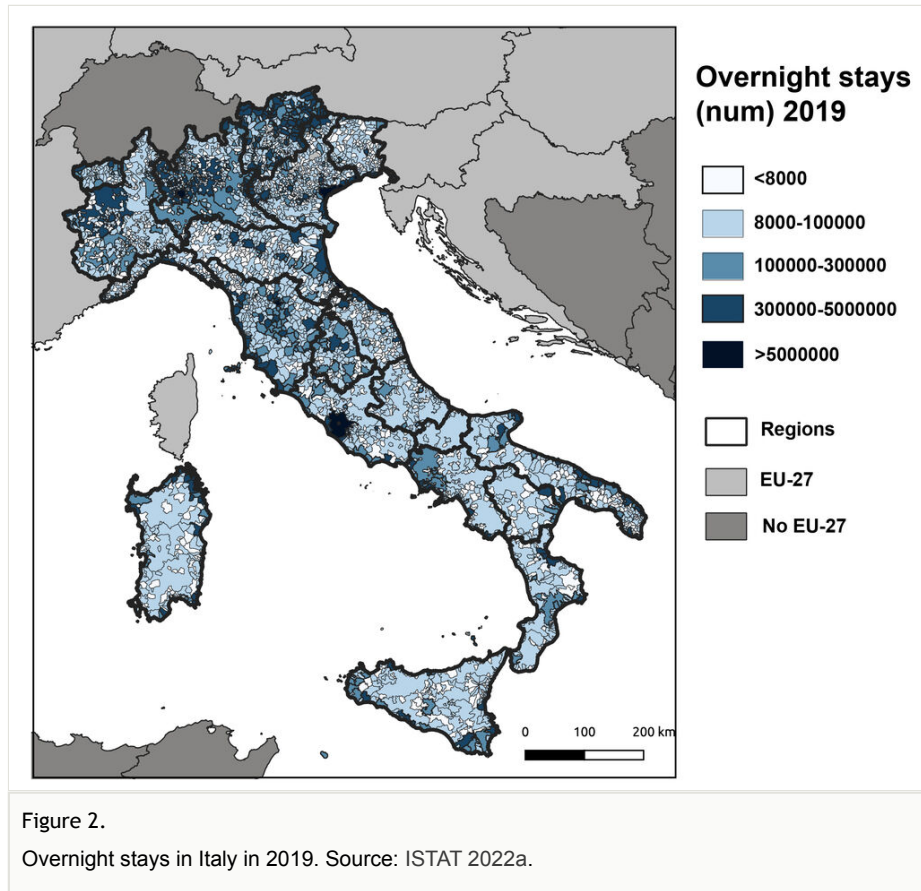 Overnight stays
(num) 2019
<8000
8000-100000
100000-300000
300000-5000000
>5000000
Regions
EU-27
No EU-27
0 100 200 km
Figure 2.
Overnight stays in Italy in 2019. Source: ISTAT 2022a.